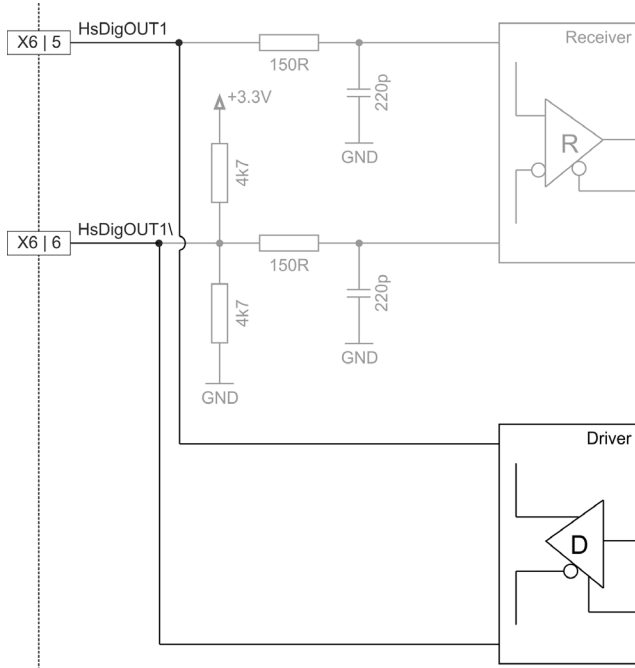 HsDigOUT1
X6 | 5
Receiver
150R
220p
+3.3V
GND
R
4k7
HsDigOUT1\
X6 | 6
150R
220p
4k7
GND
GND
Driver
D